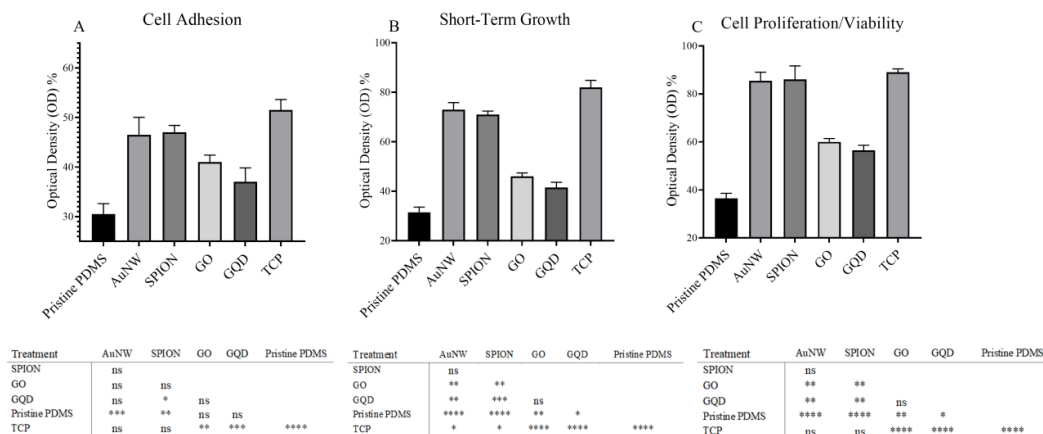 A
Cell Adhesion
Optical Density (OD) %
60
50
40
30
Pristine PDMS
AuNW
SPION
GO
GQD
TCP
B
Short-Term Growth
Optical Density (OD) %
100
80
60
40
20
Pristine PDMS
AuNW
SPION
GO
GQD
TCP
C
Cell Proliferation/Viability
Optical Density (OD) %
100
80
60
40
20
Pristine PDMS
AuNW
SPION
GO
GQD
TCP
Treatment AuNW SPION GO GQD Pristine PDMS
SPION ns
GO ns ns
GQD ns * ns
Pristine PDMS *** ** ns ns
TCP ns ns ** *** ****
Treatment AuNW SPION GO GQD Pristine PDMS
SPION ns
GO ** **
GQD ** *** ns
Pristine PDMS **** **** ** *
TCP * * **** **** ****
Treatment AuNW SPION GO GQD Pristine PDMS
SPION ns
GO ** **
GQD ** ** ns
Pristine PDMS **** **** ** *
TCP ns ns **** **** ****